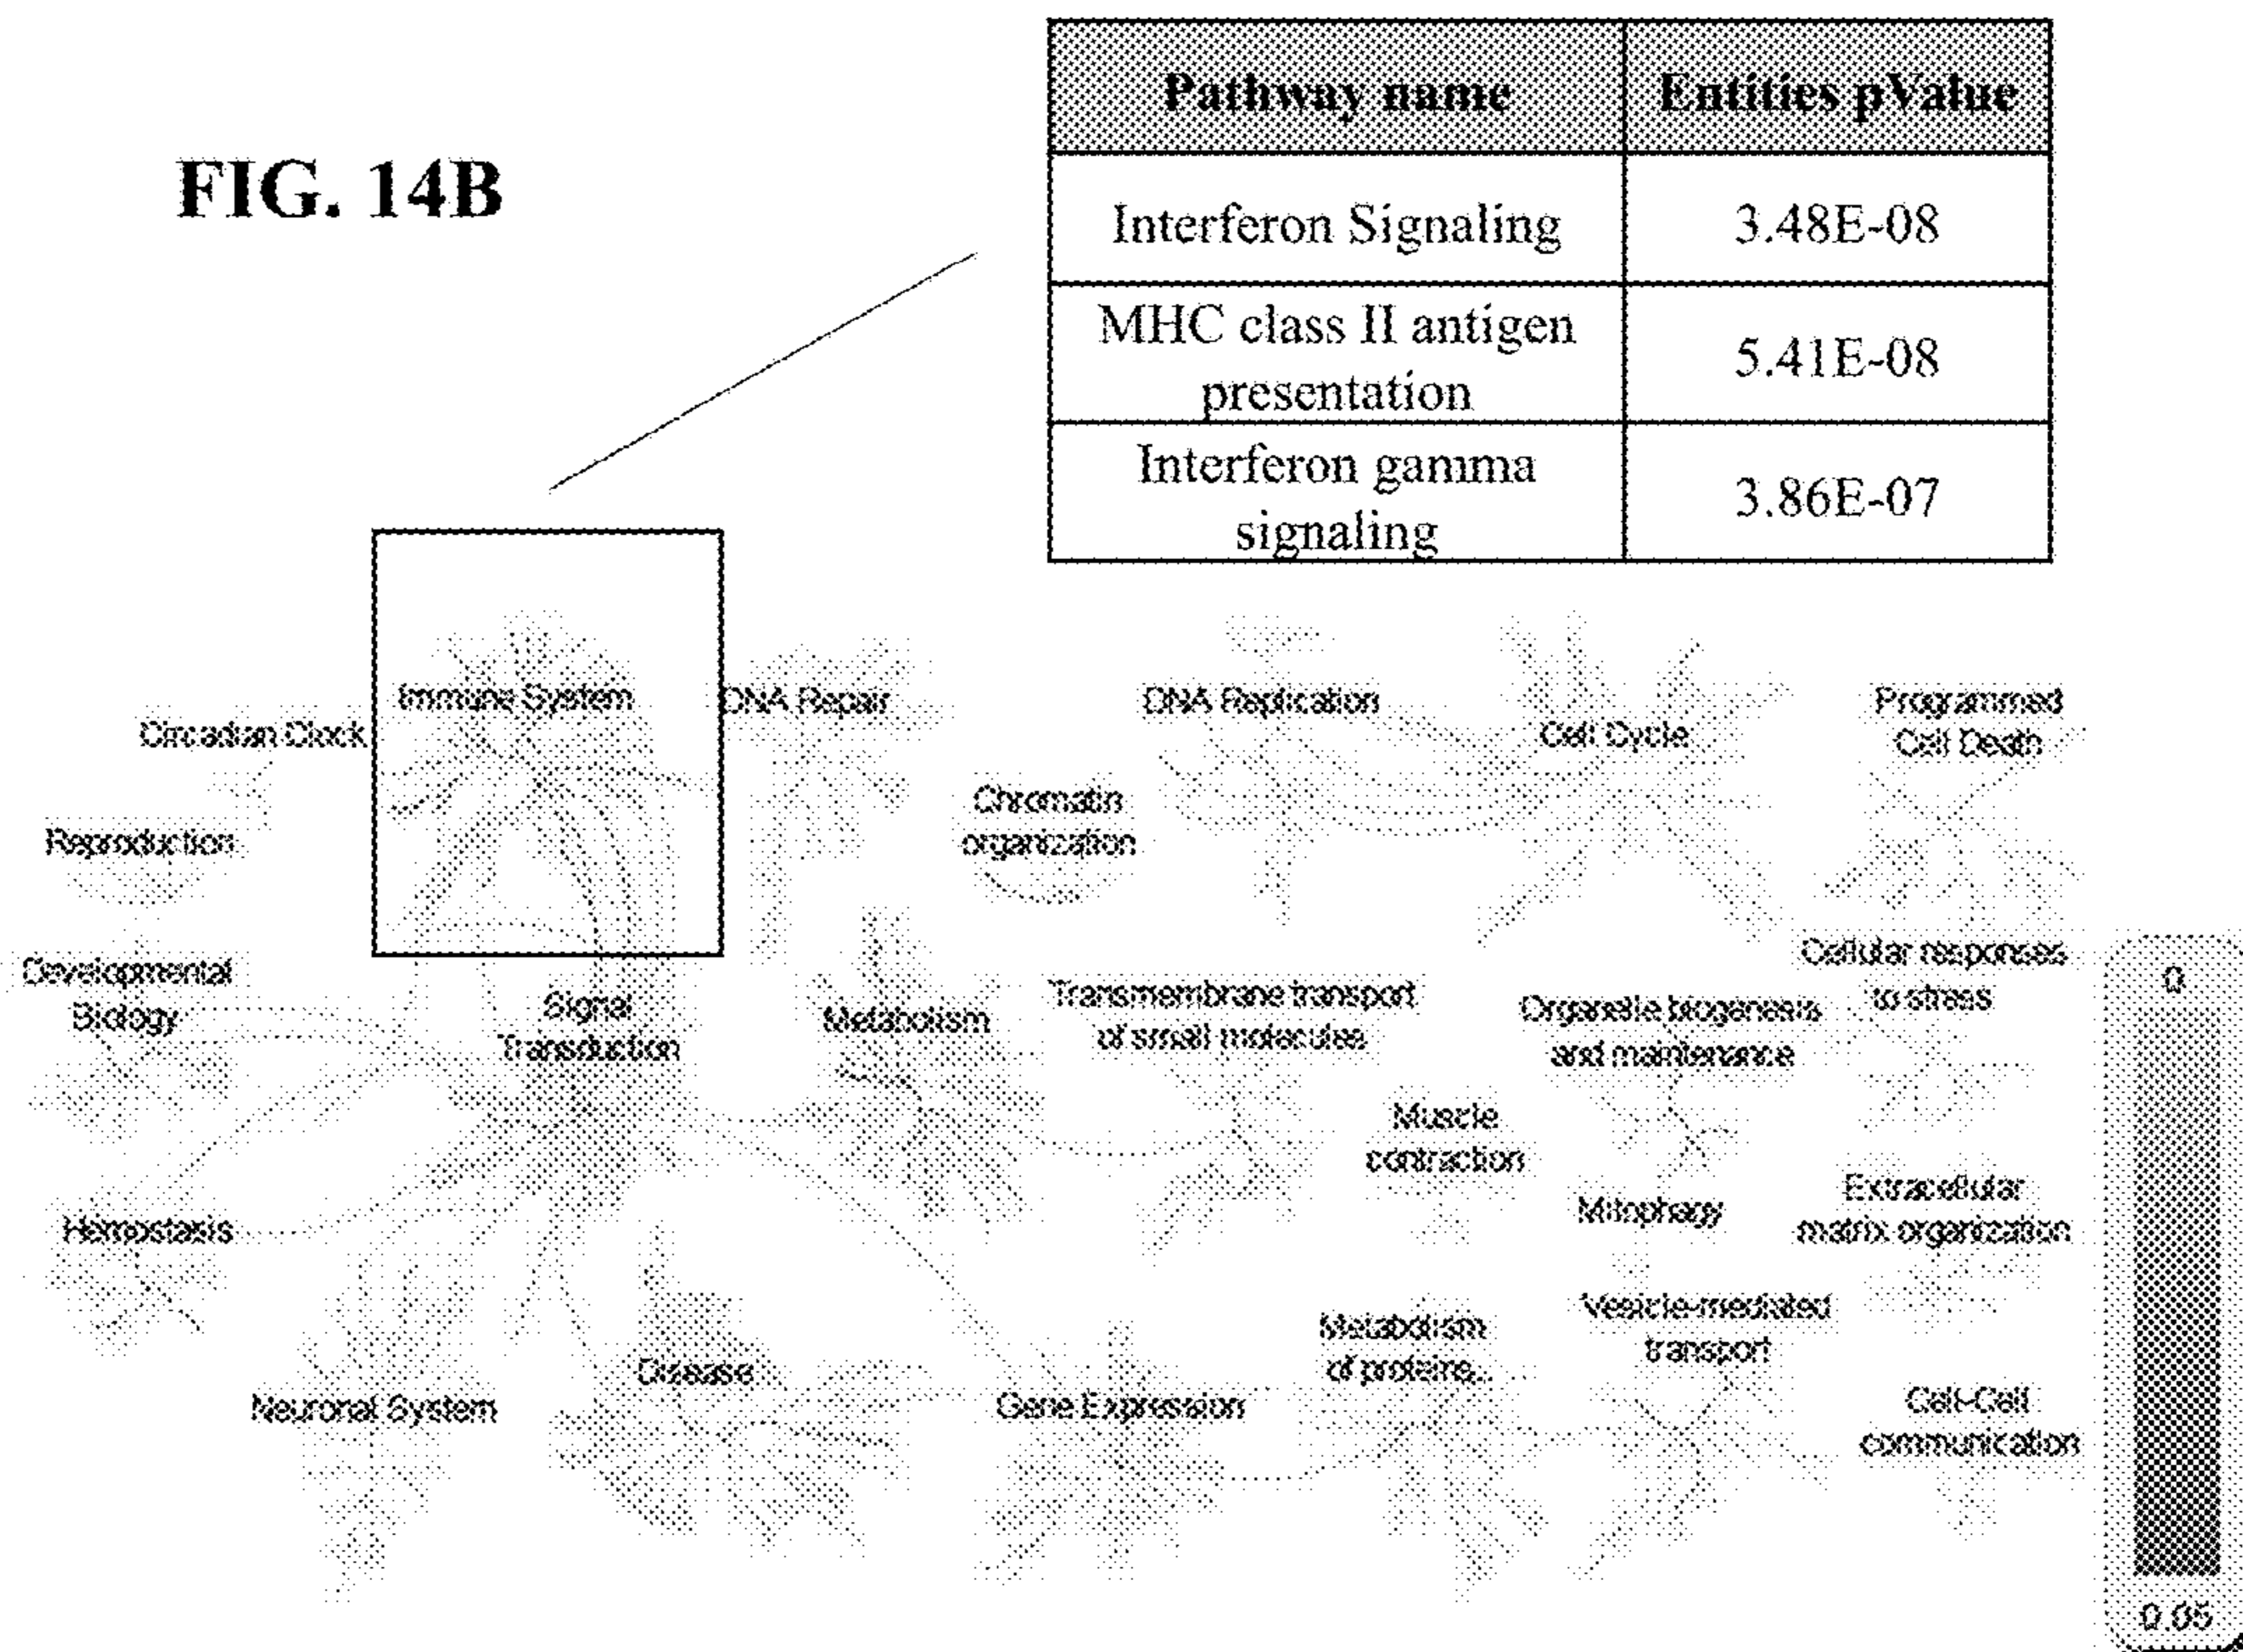 FIG. 14B
Pathway name
Entities pValue
Interferon Signaling
3.48E-08
MHC class II antigen
presentation
5.41E-08
Interferon gamma
signaling
3.86E-07
Immune System
DNA Repair
DNA Replication
Cell Cycle
Programmed
Cell Death
Circadian Clock
Chromatin
organization
Reproduction
Developmental
Biology
Signal
Transduction
Metabolism
Transmembrane transport
of small molecules
Organelle biogenesis
and maintenance
Cellular responses
to stress
0
Muscle
contraction
Mitophagy
Extracellular
matrix organization
Hemostasis
Neuronal System
Disease
Gene Expression
Metabolism
of proteins..
Vesicle-mediated
transport
Cell-Cell
communication
0.05